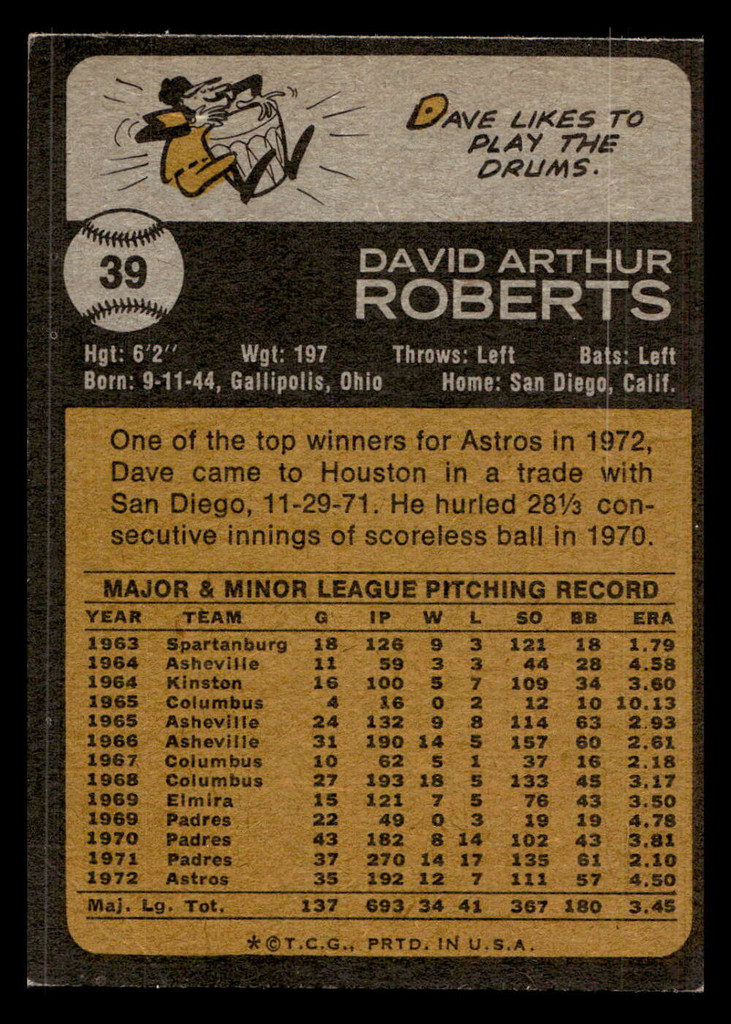 DAVE LIKES TO
PLAY THE
DRUMS.
39
DAVID ARTHUR
ROBERTS
Hgt: 6'2'' Wgt: 197 Throws: Left Bats: Left
Born: 9-11-44, Gallipolis, Ohio Home: San Diego, Calif.
One of the top winners for Astros in 1972,
Dave came to Houston in a trade with
San Diego, 11-29-71. He hurled 28⅓ con-
secutive innings of scoreless ball in 1970.
MAJOR & MINOR LEAGUE PITCHING RECORD
YEAR TEAM G IP W L SO BB ERA
1963 Spartanburg 18 126 9 3 121 18 1.79
1964 Asheville 11 59 3 3 44 28 4.58
1964 Kinston 16 100 5 7 109 34 3.60
1965 Columbus 4 16 0 2 12 10 10.13
1965 Asheville 24 132 9 8 114 63 2.93
1966 Asheville 31 190 14 5 157 60 2.61
1967 Columbus 10 62 5 1 37 16 2.18
1968 Columbus 27 193 18 5 133 45 3.17
1969 Elmira 15 121 7 5 76 43 3.50
1969 Padres 22 49 0 3 19 19 4.78
1970 Padres 43 182 8 14 102 43 3.81
1971 Padres 37 270 14 17 135 61 2.10
1972 Astros 35 192 12 7 111 57 4.50
Maj. Lg. Tot. 137 693 34 41 367 180 3.45
*©T.C.G., PRTD. IN U.S.A.